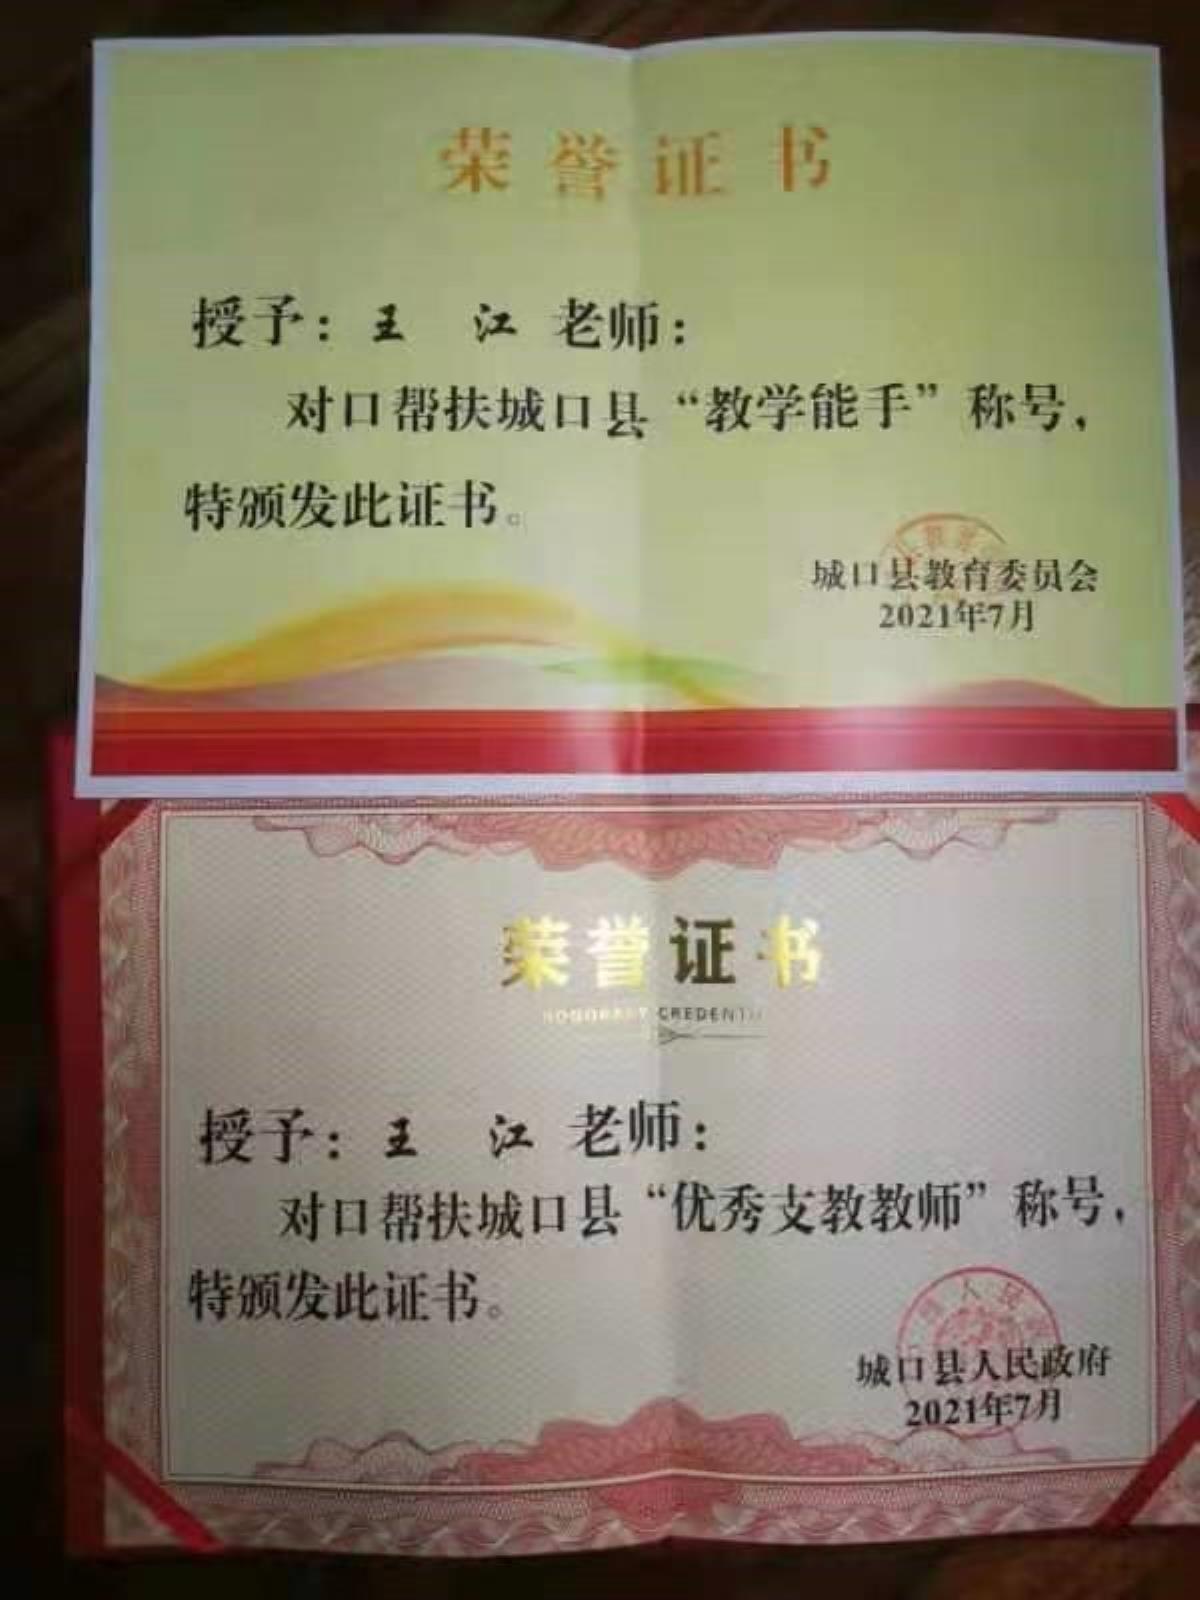 荣誉证书
授予：王 江 老师：
对口帮扶城口县“教学能手”称号，
特颁发此证书。
城口县教育委员会
2021年7月
荣誉证书
HONORARY CREDENTI
授予：王 江 老师：
对口帮扶城口县“优秀支教教师”称号，
特颁发此证书。
城口县人民政府
2021年7月